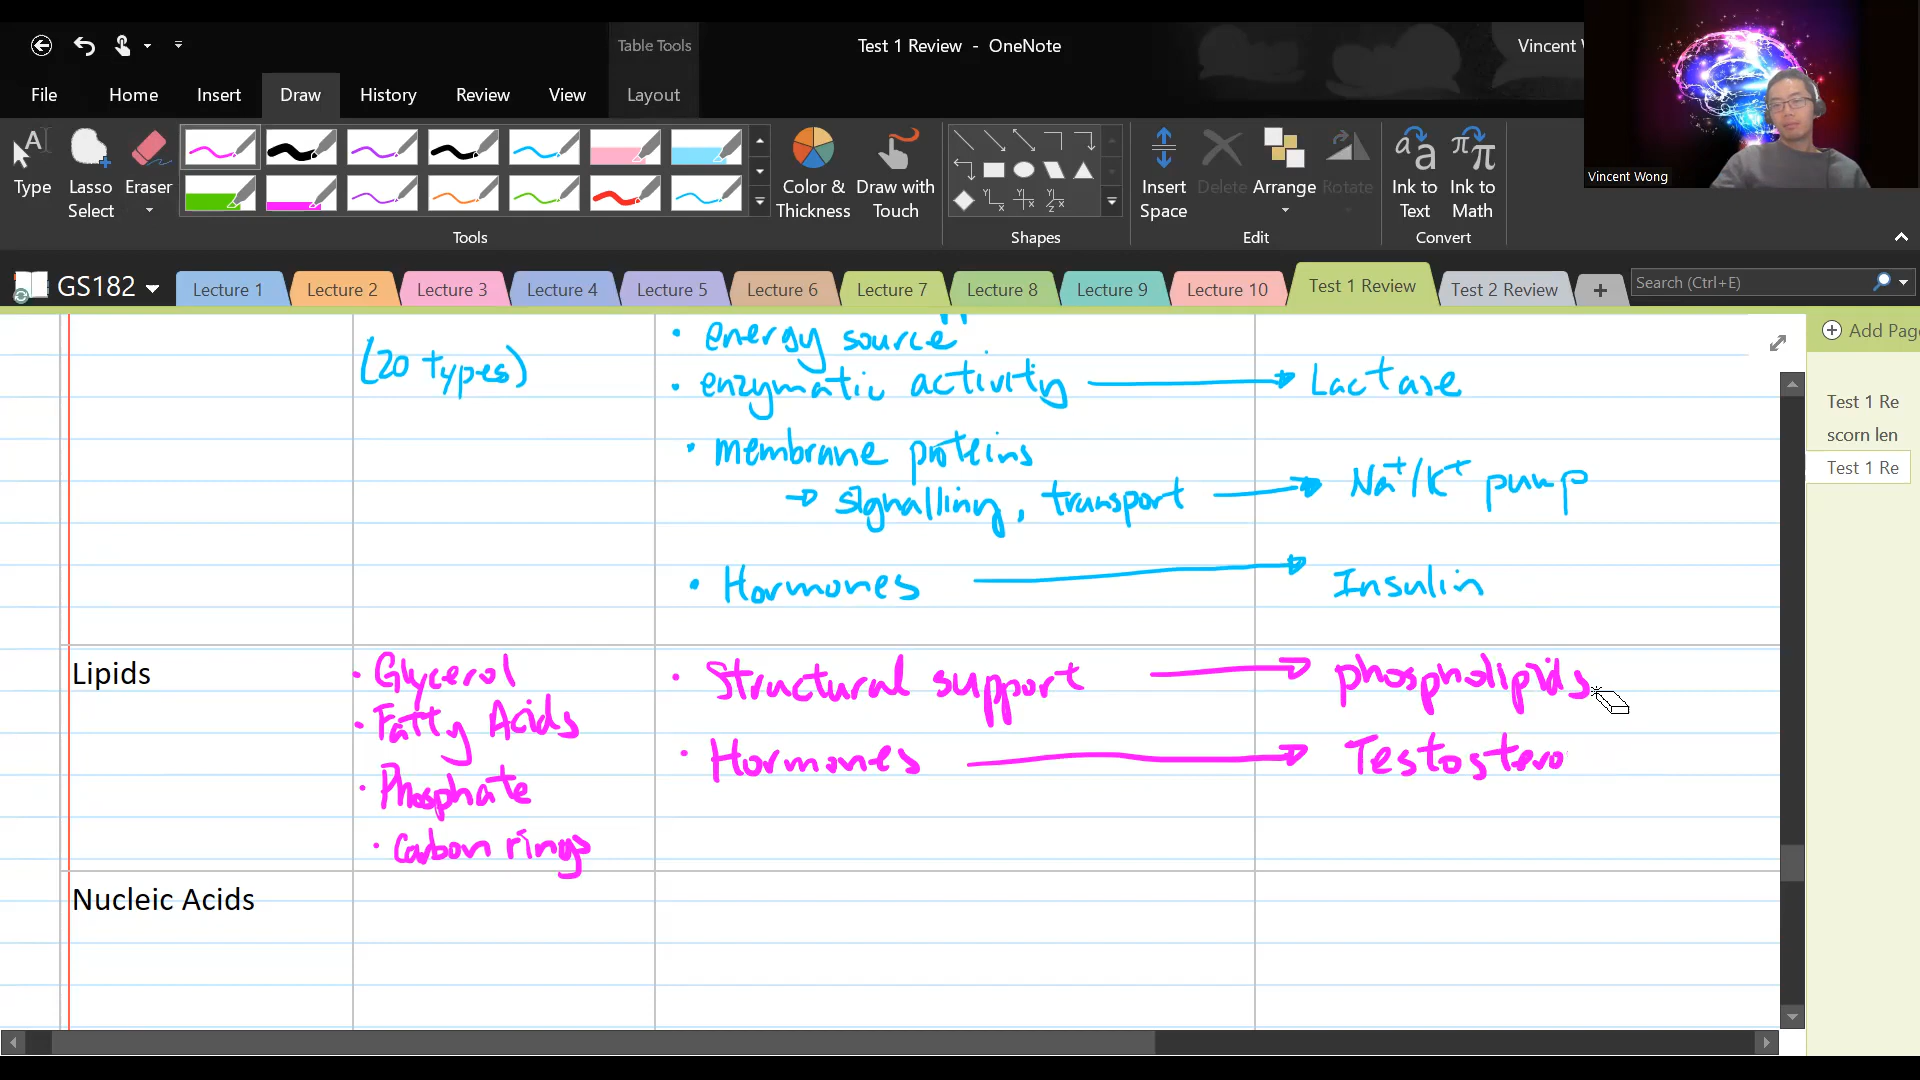 Table Tools
Test 1 Review - OneNote
Vincent W
File
Home
Insert
Draw
History
Review
View
Layout
Type
Lasso Select
Eraser
Color & Thickness
Draw with Touch
Insert Space
Delete
Arrange
Rotate
Ink to Text
Ink to Math
Tools
Shapes
Edit
Convert
Vincent Wong
GS182
Lecture 1
Lecture 2
Lecture 3
Lecture 4
Lecture 5
Lecture 6
Lecture 7
Lecture 8
Lecture 9
Lecture 10
Test 1 Review
Test 2 Review
Search (Ctrl+E)
Add Page
Test 1 Re
scorn len
Test 1 Re
(20 types)
• energy source"
• enzymatic activity → Lactase
• membrane proteins
→ signalling, transport → Na+/K+ pump
• Hormones → Insulin
Lipids
• Glycerol
• Fatty Acids
• Phosphate
• Carbon rings
• Structural support → phospholipids
• Hormones → Testostero
Nucleic Acids